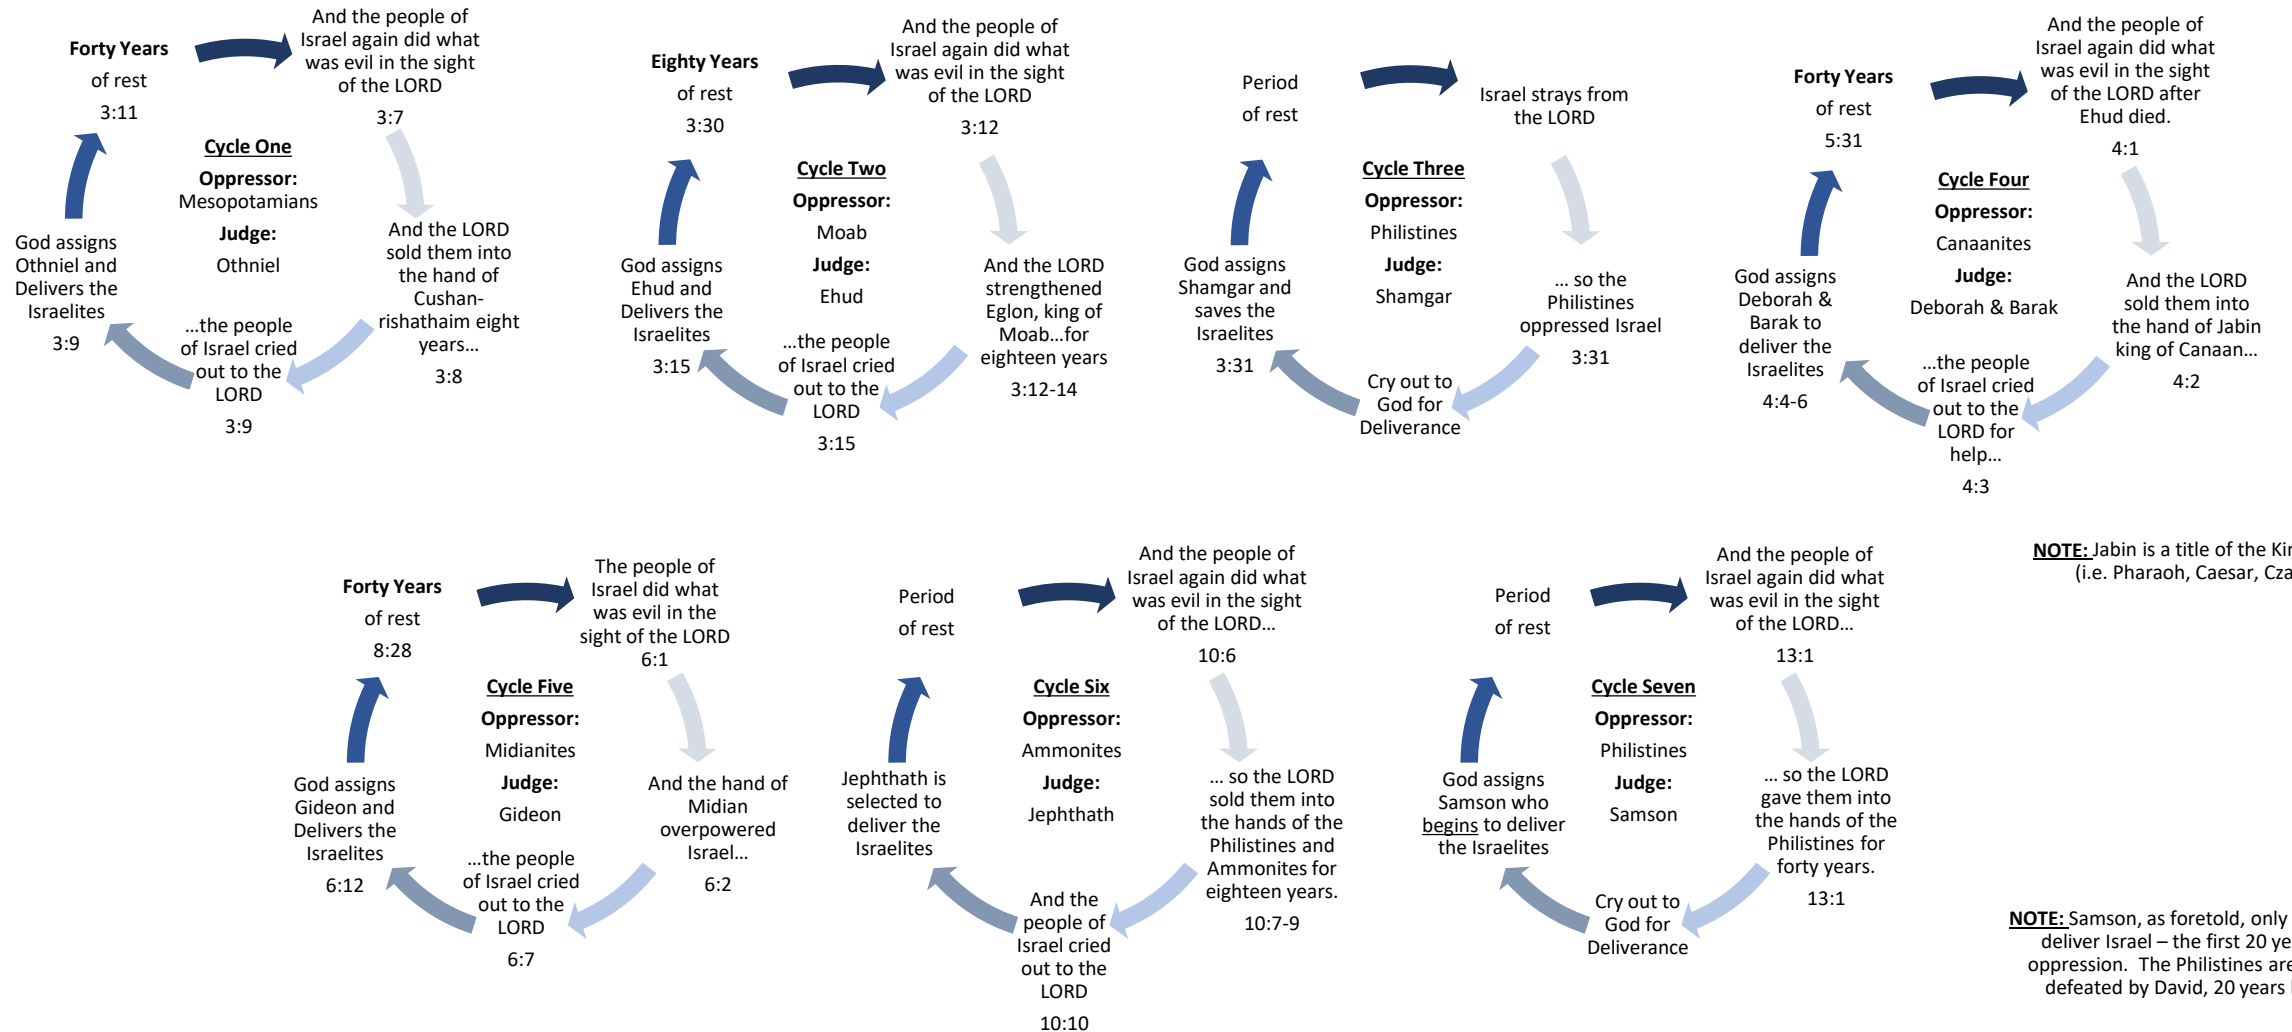 Forty Years
of rest
3:11
And the people of
Israel again did what
was evil in the sight
of the LORD
3:7
Cycle One
Oppressor:
Mesopotamians
Judge:
Othniel
And the LORD
sold them into
the hand of
Cushan-
rishathaim eight
years...
3:8
...the people
of Israel cried
out to the
LORD
3:9
God assigns
Othniel and
Delivers the
Israelites
3:9
Eighty Years
of rest
3:30
And the people of
Israel again did what
was evil in the sight
of the LORD
3:12
Cycle Two
Oppressor:
Moab
Judge:
Ehud
And the LORD
strengthened
Eglon, king of
Moab...for
eighteen years
3:12-14
...the people
of Israel cried
out to the
LORD
3:15
God assigns
Ehud and
Delivers the
Israelites
3:15
Period
of rest
Israel strays from
the LORD
Cycle Three
Oppressor:
Philistines
Judge:
Shamgar
... so the
Philistines
oppressed Israel
3:31
Cry out to
God for
Deliverance
God assigns
Shamgar and
saves the
Israelites
3:31
Forty Years
of rest
5:31
And the people of
Israel again did what
was evil in the sight
of the LORD after
Ehud died.
4:1
Cycle Four
Oppressor:
Canaanites
Judge:
Deborah & Barak
And the LORD
sold them into
the hand of Jabin
king of Canaan...
4:2
...the people
of Israel cried
out to the
LORD for
help...
4:3
God assigns
Deborah &
Barak to
deliver the
Israelites
4:4-6
NOTE: Jabin is a title of the
(i.e. Pharaoh, Caesar,
Forty Years
of rest
8:28
The people of
Israel did what
was evil in the
sight of the LORD
6:1
Cycle Five
Oppressor:
Midianites
Judge:
Gideon
And the hand of
Midian
overpowered
Israel...
6:2
...the people
of Israel cried
out to the
LORD
6:7
God assigns
Gideon and
Delivers the
Israelites
6:12
Period
of rest
And the people of
Israel again did what
was evil in the sight
of the LORD...
10:6
Cycle Six
Oppressor:
Ammonites
Judge:
Jephthath
... so the LORD
sold them into
the hands of the
Philistines and
Ammonites for
eighteen years.
10:7-9
And the
people of
Israel cried
out to the
LORD
10:10
Jephthath is
selected to
deliver the
Israelites
Period
of rest
And the people of
Israel again did what
was evil in the sight
of the LORD...
13:1
Cycle Seven
Oppressor:
Philistines
Judge:
Samson
... so the LORD
gave them into
the hands of the
Philistines for
forty years.
13:1
Cry out to
God for
Deliverance
God assigns
Samson who
begins to deliver
the Israelites
NOTE: Samson, as foretold, only
deliver Israel – the first 20
oppression. The Philistines are
defeated by David, 20 years